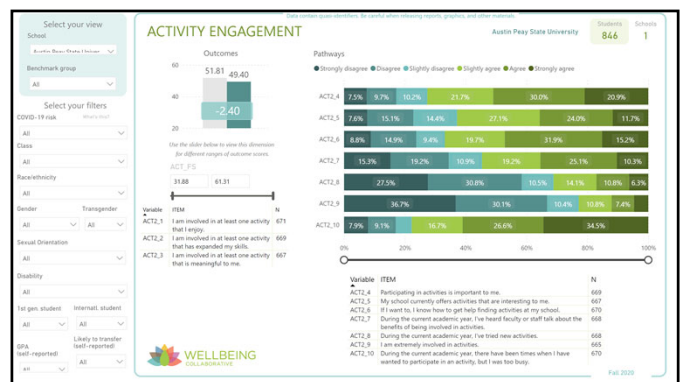 Data contain quasi-identifiers. Be careful when releasing reports, graphics, and other materials.
Select your view
School
Austin Peay State Univer...
Benchmark group
All
Select your filters
COVID-19 risk What's this?
All
Class
All
Race/ethnicity
All
Gender Transgender
All All
Sexual Orientation
All
Disability
All
1st gen. student Internatl. student
All All
GPA (self-reported) Likely to transfer (self-reported)
All All
ACTIVITY ENGAGEMENT
Austin Peay State University
Students Schools
846 1
Outcomes
60
40
20
51.81 49.40
-2.40
Use the slider below to view this dimension
for different ranges of outcome scores.
ACT_FS
31.88 61.31
Variable ITEM N
ACT2_1 I am involved in at least one activity that I enjoy. 671
ACT2_2 I am involved in at least one activity that has expanded my skills. 669
ACT2_3 I am involved in at least one activity that is meaningful to me. 667
WELLBEING
COLLABORATIVE
Pathways
Strongly disagree Disagree Slightly disagree Slightly agree Agree Strongly agree
ACT2_4 7.5% 9.7% 10.2% 21.7% 30.0% 20.9%
ACT2_5 7.6% 15.1% 14.4% 27.1% 24.0% 11.7%
ACT2_6 8.8% 14.9% 9.4% 19.7% 31.9% 15.2%
ACT2_7 15.3% 19.2% 10.9% 19.2% 25.1% 10.3%
ACT2_8 27.5% 30.8% 10.5% 14.1% 10.8% 6.3%
ACT2_9 36.7% 30.1% 10.4% 10.8% 7.4%
ACT2_10 7.9% 9.1% 16.7% 26.6% 34.5%
0% 20% 40% 60% 80% 100%
Variable ITEM N
ACT2_4 Participating in activities is important to me. 669
ACT2_5 My school currently offers activities that are interesting to me. 667
ACT2_6 If I want to, I know how to get help finding activities at my school. 670
ACT2_7 During the current academic year, I've heard faculty or staff talk about the 668
benefits of being involved in activities.
ACT2_8 During the current academic year, I've tried new activities. 668
ACT2_9 I am extremely involved in activities. 665
ACT2_10 During the current academic year, there have been times when I have 670
wanted to participate in an activity, but I was too busy.
Fall 2020